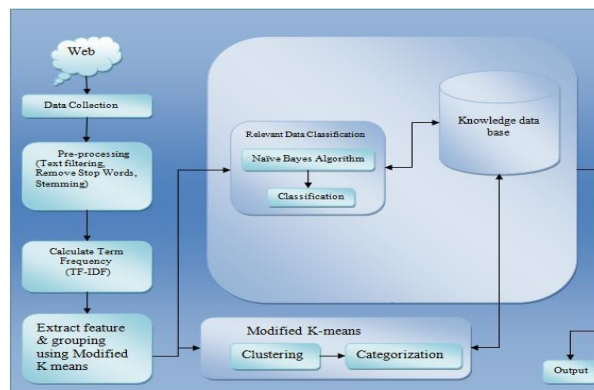 Web
Data Collection
Pre-processing
(Text filtering,
Remove Stop Words,
Stemming)
Calculate Term
Frequency
(TF-IDF)
Extract feature
& grouping
using Modified
K means
Relevant Data Classification
Naïve Bayes Algorithm
Classification
Knowledge data
base
Modified K-means
Clustering
Categorization
Output